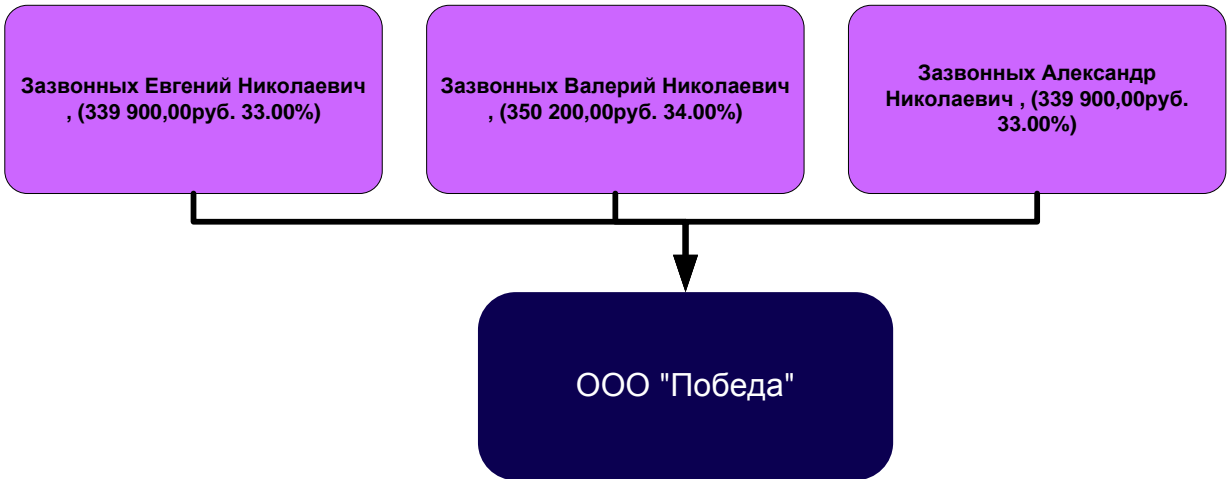 Зазвонных Евгений Николаевич
, (339 900,00руб. 33.00%)
Зазвонных Валерий Николаевич
, (350 200,00руб. 34.00%)
Зазвонных Александр
Николаевич , (339 900,00руб.
33.00%)
ООО "Победа"